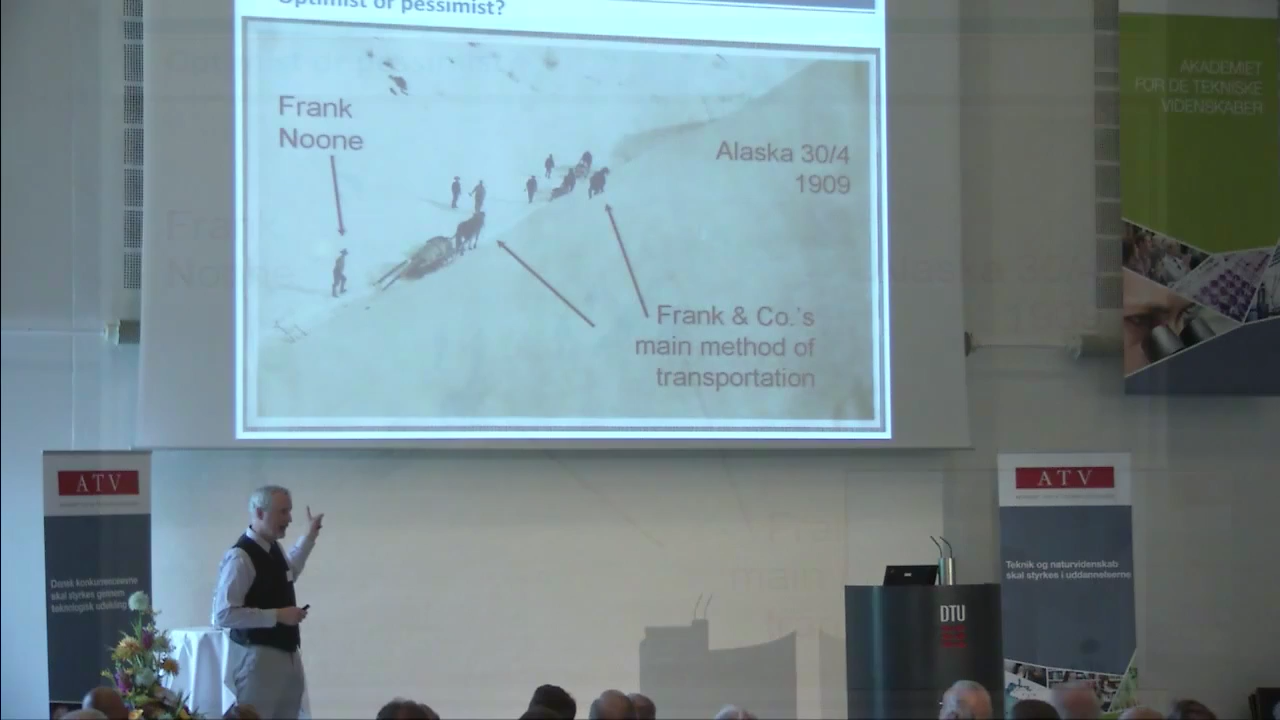 Optimist or pessimist?
Frank
Noone
Alaska 30/4
1909
Frank & Co.'s
main method of
transportation
AKADEMIET
FOR DE TEKNISKE
VIDENSKABER
ATV
Dansk konkurrenceevne
skal styrkes gennem
teknologisk udvikling
ATV
Teknik og naturvidenskab
skal styrkes i uddannelserne
DTU